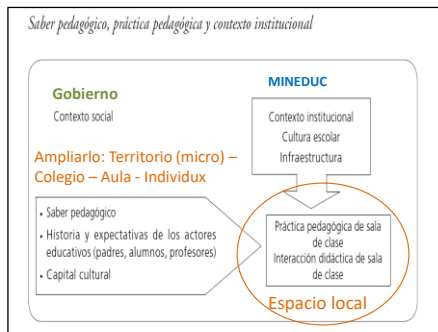 Saber pedagógico, práctica pedagógica y contexto institucional
Gobierno
Contexto social
MINEDUC
Contexto institucional
Cultura escolar
Infraestructura
Ampliarlo: Territorio (micro) –
Colegio – Aula - Individux
• Saber pedagógico
• Historia y expectativas de los actores
educativos (padres, alumnos, profesores)
• Capital cultural
Práctica pedagógica de sala
de clase
Interacción didáctica de sala
de clase
Espacio local